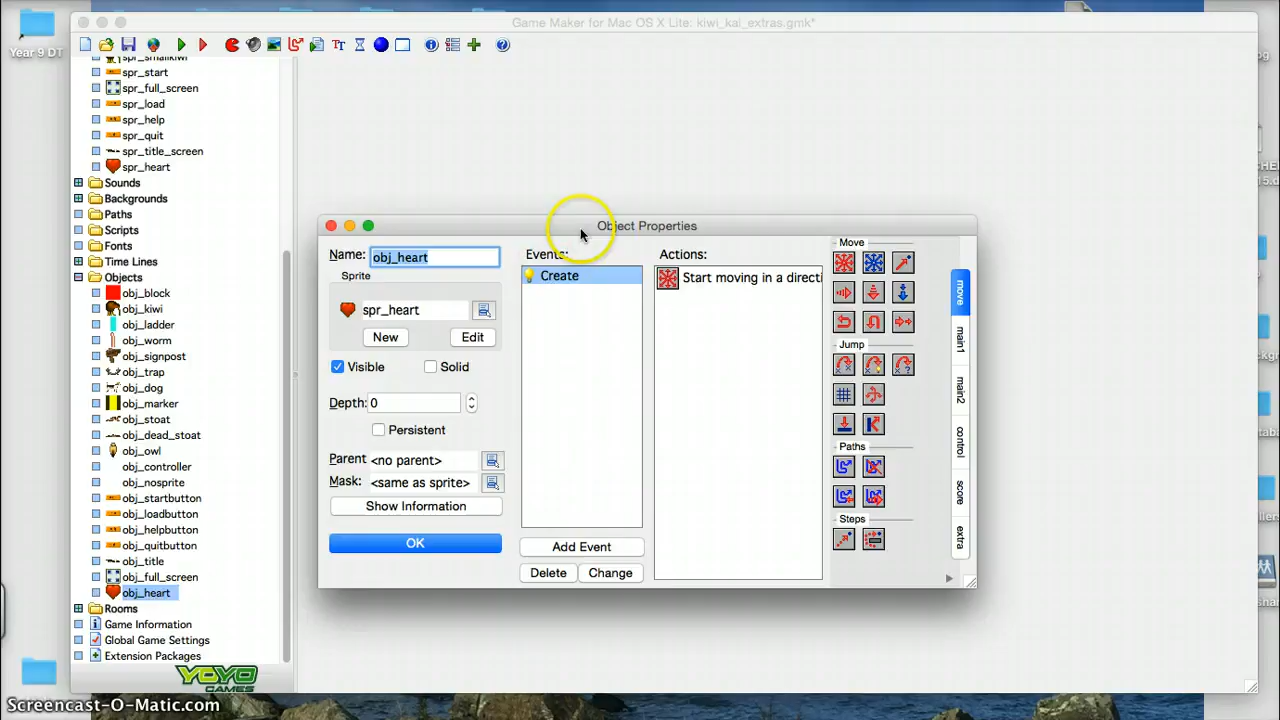 Game Maker for Mac OS X Lite: kiwi_kai_extras.gmk*
Year 9 DT
spr_smallkiwi
spr_start
spr_full_screen
spr_load
spr_help
spr_quit
spr_title_screen
spr_heart
Sounds
Backgrounds
Paths
Scripts
Fonts
Time Lines
Objects
obj_block
obj_kiwi
obj_ladder
obj_worm
obj_signpost
obj_trap
obj_dog
obj_marker
obj_stoat
obj_dead_stoat
obj_owl
obj_controller
obj_nosprite
obj_startbutton
obj_loadbutton
obj_helpbutton
obj_quitbutton
obj_title
obj_full_screen
obj_heart
Rooms
Game Information
Global Game Settings
Extension Packages
YOYO
GAMES
Object Properties
Name: obj_heart
Sprite
spr_heart
New
Edit
Visible
Solid
Depth: 0
Persistent
Parent <no parent>
Mask: <same as sprite>
Show Information
OK
Events:
Create
Add Event
Delete
Change
Actions:
Start moving in a directi
Move
Jump
Paths
Steps
move
main1
main2
control
score
extra
Screencast-O-Matic.com